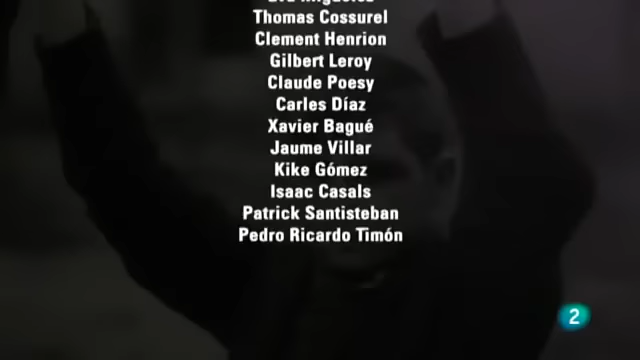 Thomas Cossurel
Clement Henrion
Gilbert Leroy
Claude Poesy
Carles Díaz
Xavier Bagué
Jaume Villar
Kike Gómez
Isaac Casals
Patrick Santisteban
Pedro Ricardo Timón
2